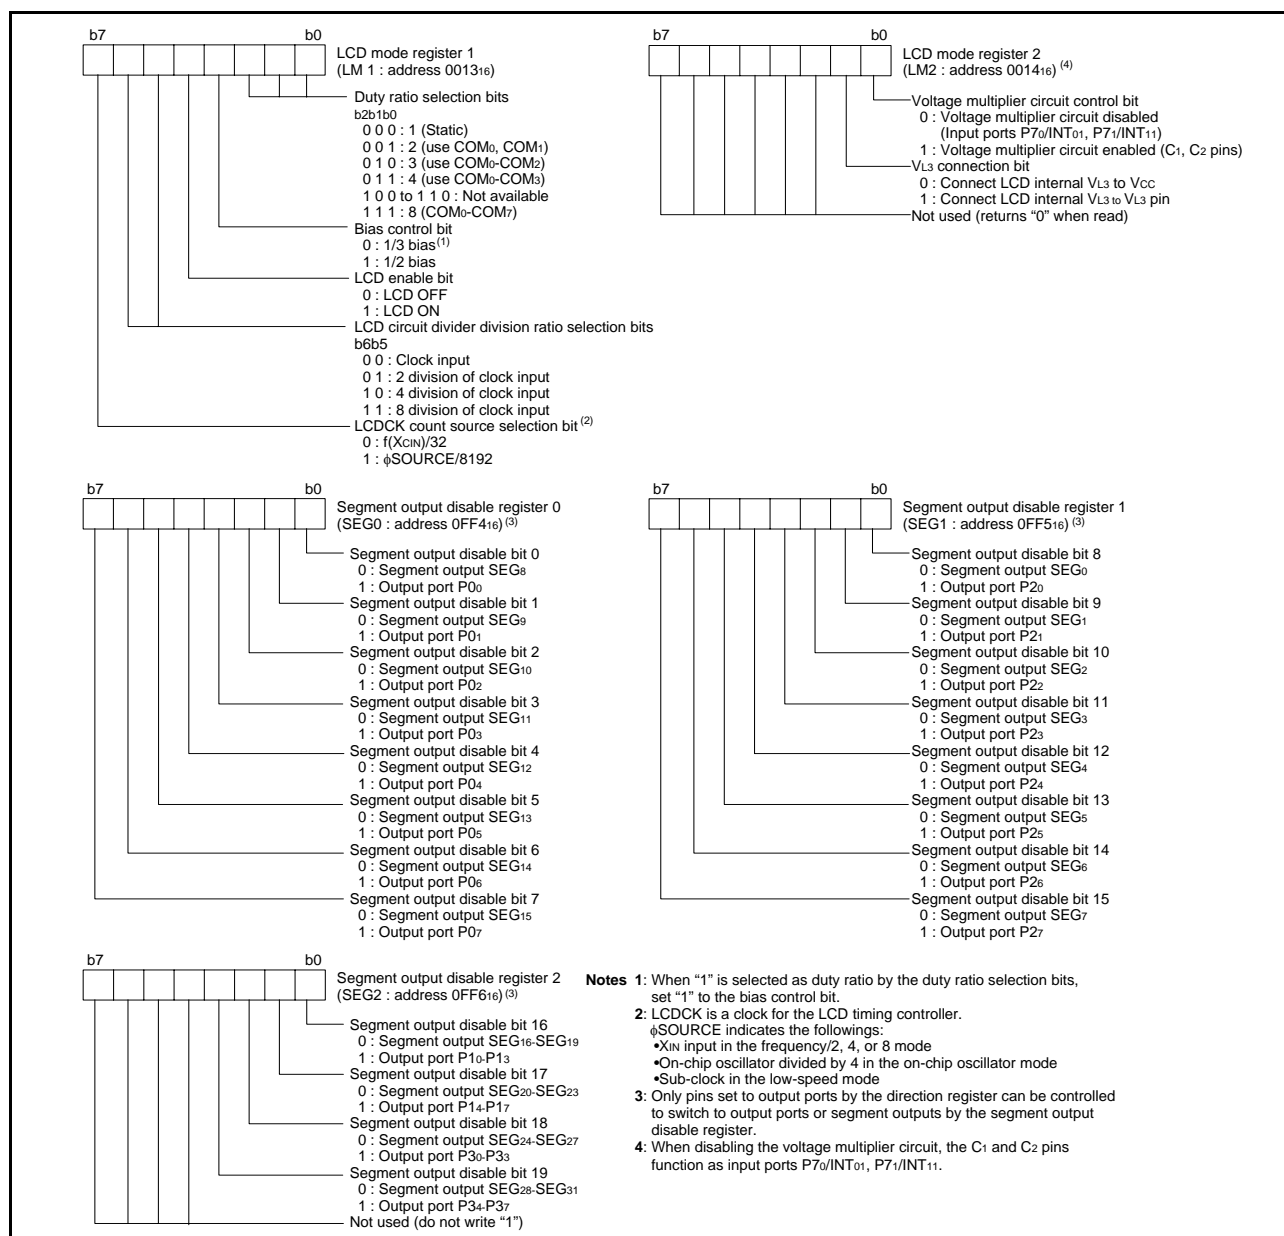 b7 b0
LCD mode register 1
(LM 1 : address 001316)
Duty ratio selection bits
b2b1b0
0 0 0 : 1 (Static)
0 0 1 : 2 (use COM0, COM1)
0 1 0 : 3 (use COM0-COM2)
0 1 1 : 4 (use COM0-COM3)
1 0 0 to 1 1 0 : Not available
1 1 1 : 8 (COM0-COM7)
Bias control bit
0 : 1/3 bias(1)
1 : 1/2 bias
LCD enable bit
0 : LCD OFF
1 : LCD ON
LCD circuit divider division ratio selection bits
b6b5
0 0 : Clock input
0 1 : 2 division of clock input
1 0 : 4 division of clock input
1 1 : 8 division of clock input
LCDCK count source selection bit (2)
0 : f(XCIN)/32
1 : ϕSOURCE/8192
b7 b0
LCD mode register 2
(LM2 : address 001416) (4)
Voltage multiplier circuit control bit
0 : Voltage multiplier circuit disabled
(Input ports P70/INT01, P71/INT11)
1 : Voltage multiplier circuit enabled (C1, C2 pins)
VL3 connection bit
0 : Connect LCD internal VL3 to VCC
1 : Connect LCD internal VL3 to VL3 pin
Not used (returns “0” when read)
b7 b0
Segment output disable register 0
(SEG0 : address 0FF416) (3)
Segment output disable bit 0
0 : Segment output SEG8
1 : Output port P00
Segment output disable bit 1
0 : Segment output SEG9
1 : Output port P01
Segment output disable bit 2
0 : Segment output SEG10
1 : Output port P02
Segment output disable bit 3
0 : Segment output SEG11
1 : Output port P03
Segment output disable bit 4
0 : Segment output SEG12
1 : Output port P04
Segment output disable bit 5
0 : Segment output SEG13
1 : Output port P05
Segment output disable bit 6
0 : Segment output SEG14
1 : Output port P06
Segment output disable bit 7
0 : Segment output SEG15
1 : Output port P07
b7 b0
Segment output disable register 1
(SEG1 : address 0FF516) (3)
Segment output disable bit 8
0 : Segment output SEG0
1 : Output port P20
Segment output disable bit 9
0 : Segment output SEG1
1 : Output port P21
Segment output disable bit 10
0 : Segment output SEG2
1 : Output port P22
Segment output disable bit 11
0 : Segment output SEG3
1 : Output port P23
Segment output disable bit 12
0 : Segment output SEG4
1 : Output port P24
Segment output disable bit 13
0 : Segment output SEG5
1 : Output port P25
Segment output disable bit 14
0 : Segment output SEG6
1 : Output port P26
Segment output disable bit 15
0 : Segment output SEG7
1 : Output port P27
b7 b0
Segment output disable register 2
(SEG2 : address 0FF616) (3)
Segment output disable bit 16
0 : Segment output SEG16-SEG19
1 : Output port P10-P13
Segment output disable bit 17
0 : Segment output SEG20-SEG23
1 : Output port P14-P17
Segment output disable bit 18
0 : Segment output SEG24-SEG27
1 : Output port P30-P33
Segment output disable bit 19
0 : Segment output SEG28-SEG31
1 : Output port P34-P37
Not used (do not write “1”)
Notes 1: When “1” is selected as duty ratio by the duty ratio selection bits,
set “1” to the bias control bit.
2: LCDCK is a clock for the LCD timing controller.
ϕSOURCE indicates the followings:
•XIN input in the frequency/2, 4, or 8 mode
•On-chip oscillator divided by 4 in the on-chip oscillator mode
•Sub-clock in the low-speed mode
3: Only pins set to output ports by the direction register can be controlled
to switch to output ports or segment outputs by the segment output
disable register.
4: When disabling the voltage multiplier circuit, the C1 and C2 pins
function as input ports P70/INT01, P71/INT11.